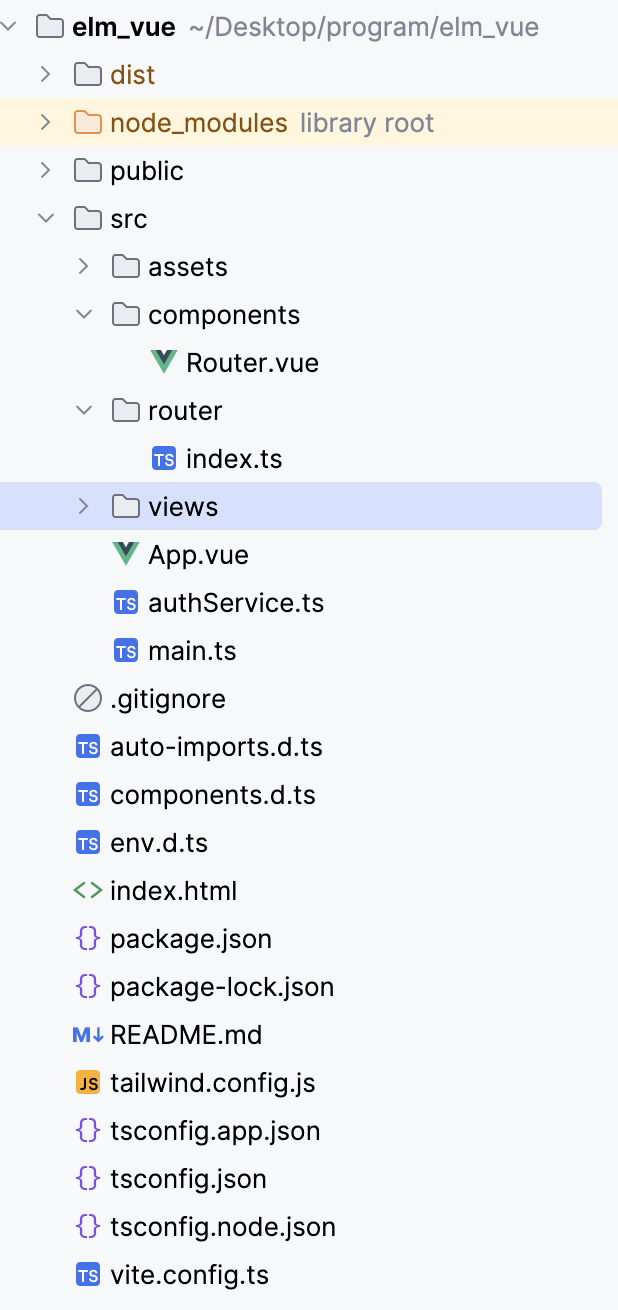 elm_vue ~/Desktop/program/elm_vue
dist
node_modules library root
public
src
assets
components
Router.vue
router
TS index.ts
views
App.vue
TS authService.ts
TS main.ts
.gitignore
TS auto-imports.d.ts
TS components.d.ts
TS env.d.ts
<> index.html
{} package.json
{} package-lock.json
M↓ README.md
JS tailwind.config.js
{} tsconfig.app.json
{} tsconfig.json
{} tsconfig.node.json
TS vite.config.ts